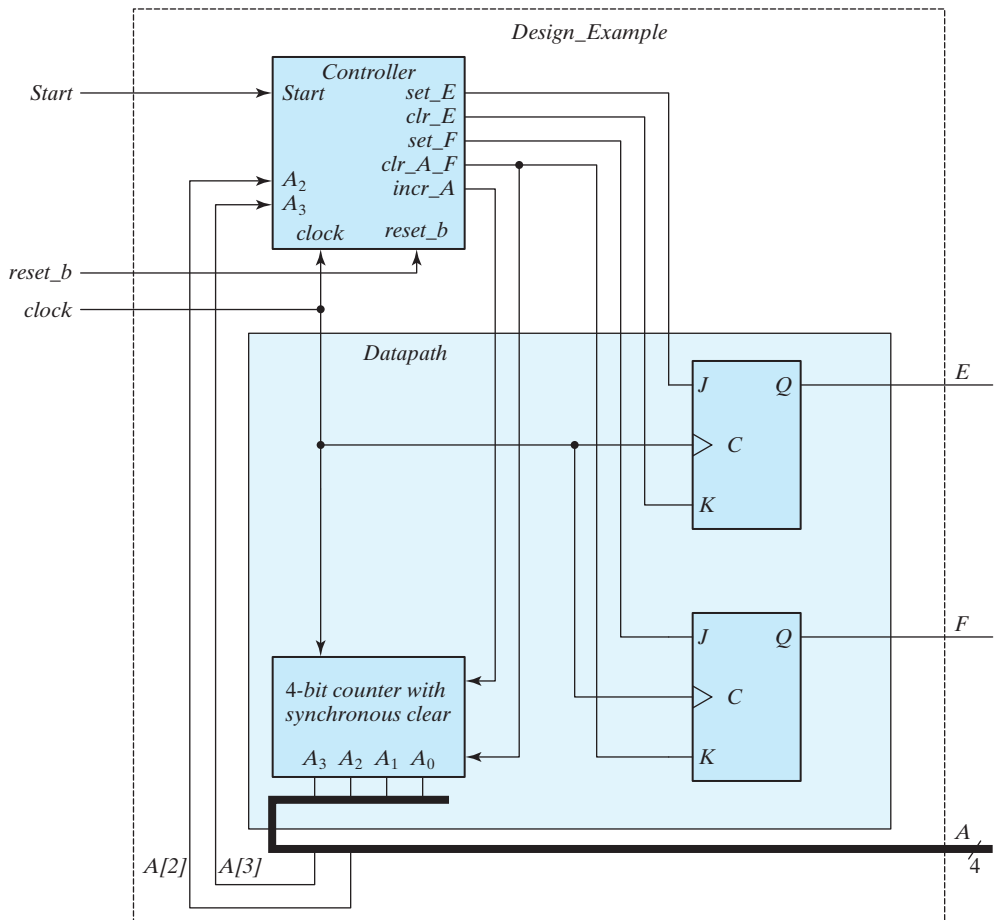 Design_Example
Controller
Start
Start
set_E
clr_E
set_F
clr_A_F
incr_A
A2
A3
clock
reset_b
reset_b
clock
Datapath
J
Q
C
K
E
J
Q
C
K
F
4-bit counter with
synchronous clear
A3 A2 A1 A0
A
4
A[2]
A[3]